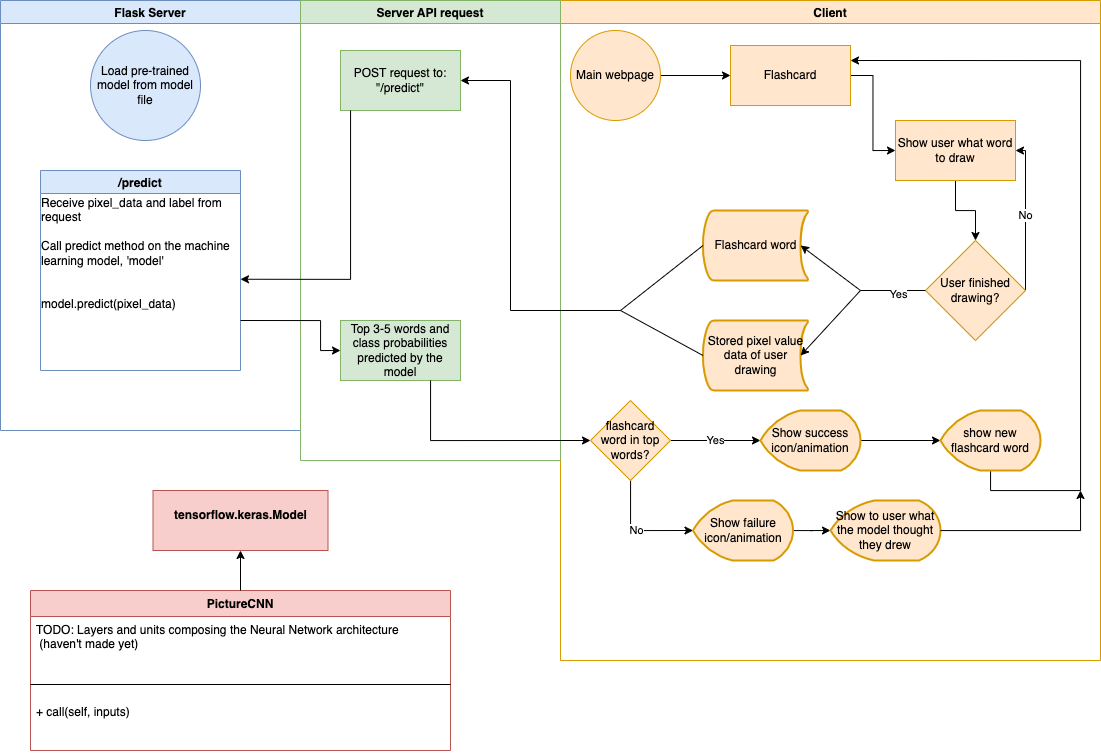 Flask Server
Server API request
Client
Load pre-trained
model from model
file
POST request to:
"/predict"
Main webpage
Flashcard
Show user what word
to draw
/predict
Receive pixel_data and label from
request
Call predict method on the machine
learning model, 'model'
model.predict(pixel_data)
No
Flashcard word
User finished
drawing?
Yes
Stored pixel value
data of user
drawing
Top 3-5 words and
class probabilities
predicted by the
model
flashcard
word in top
words?
Yes
Show success
icon/animation
show new
flashcard word
No
Show failure
icon/animation
Show to user what
the model thought
they drew
tensorflow.keras.Model
PictureCNN
TODO: Layers and units composing the Neural Network architecture
(haven't made yet)
+ call(self, inputs)